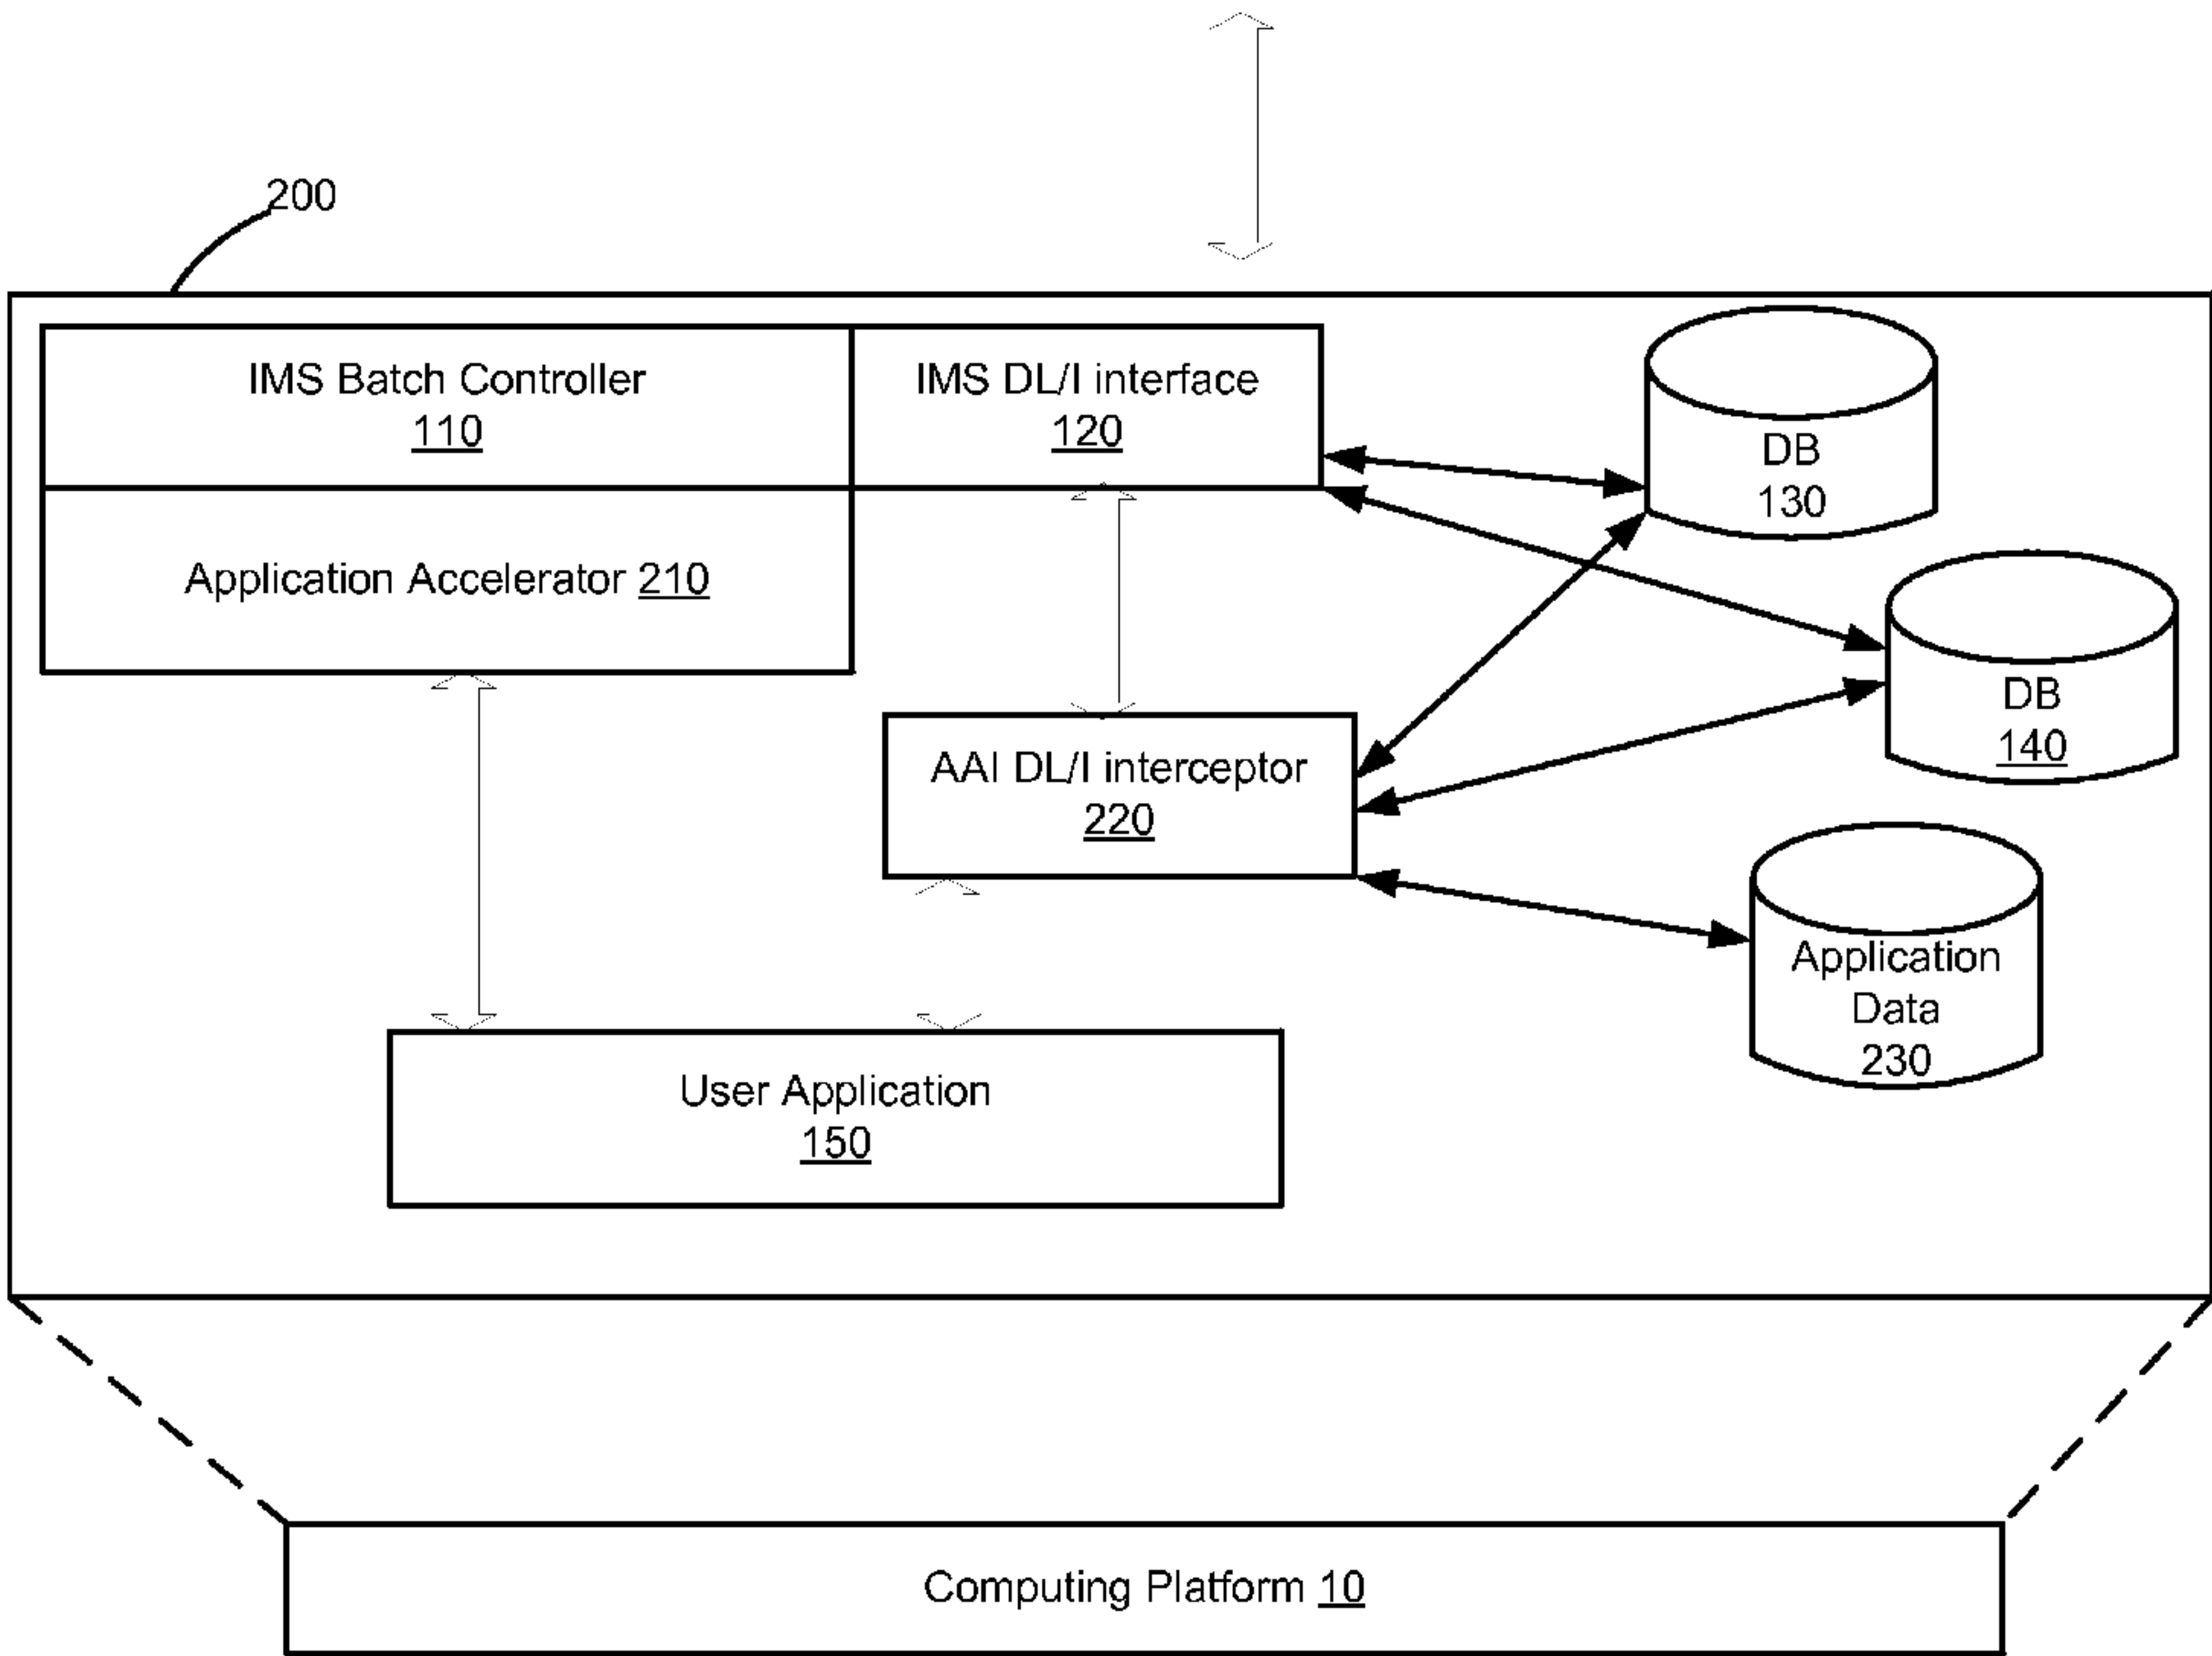 200
IMS Batch Controller
110
IMS DL/I interface
120
DB
130
Application Accelerator 210
DB
140
AAI DL/I interceptor
220
Application
Data
230
User Application
150
Computing Platform 10